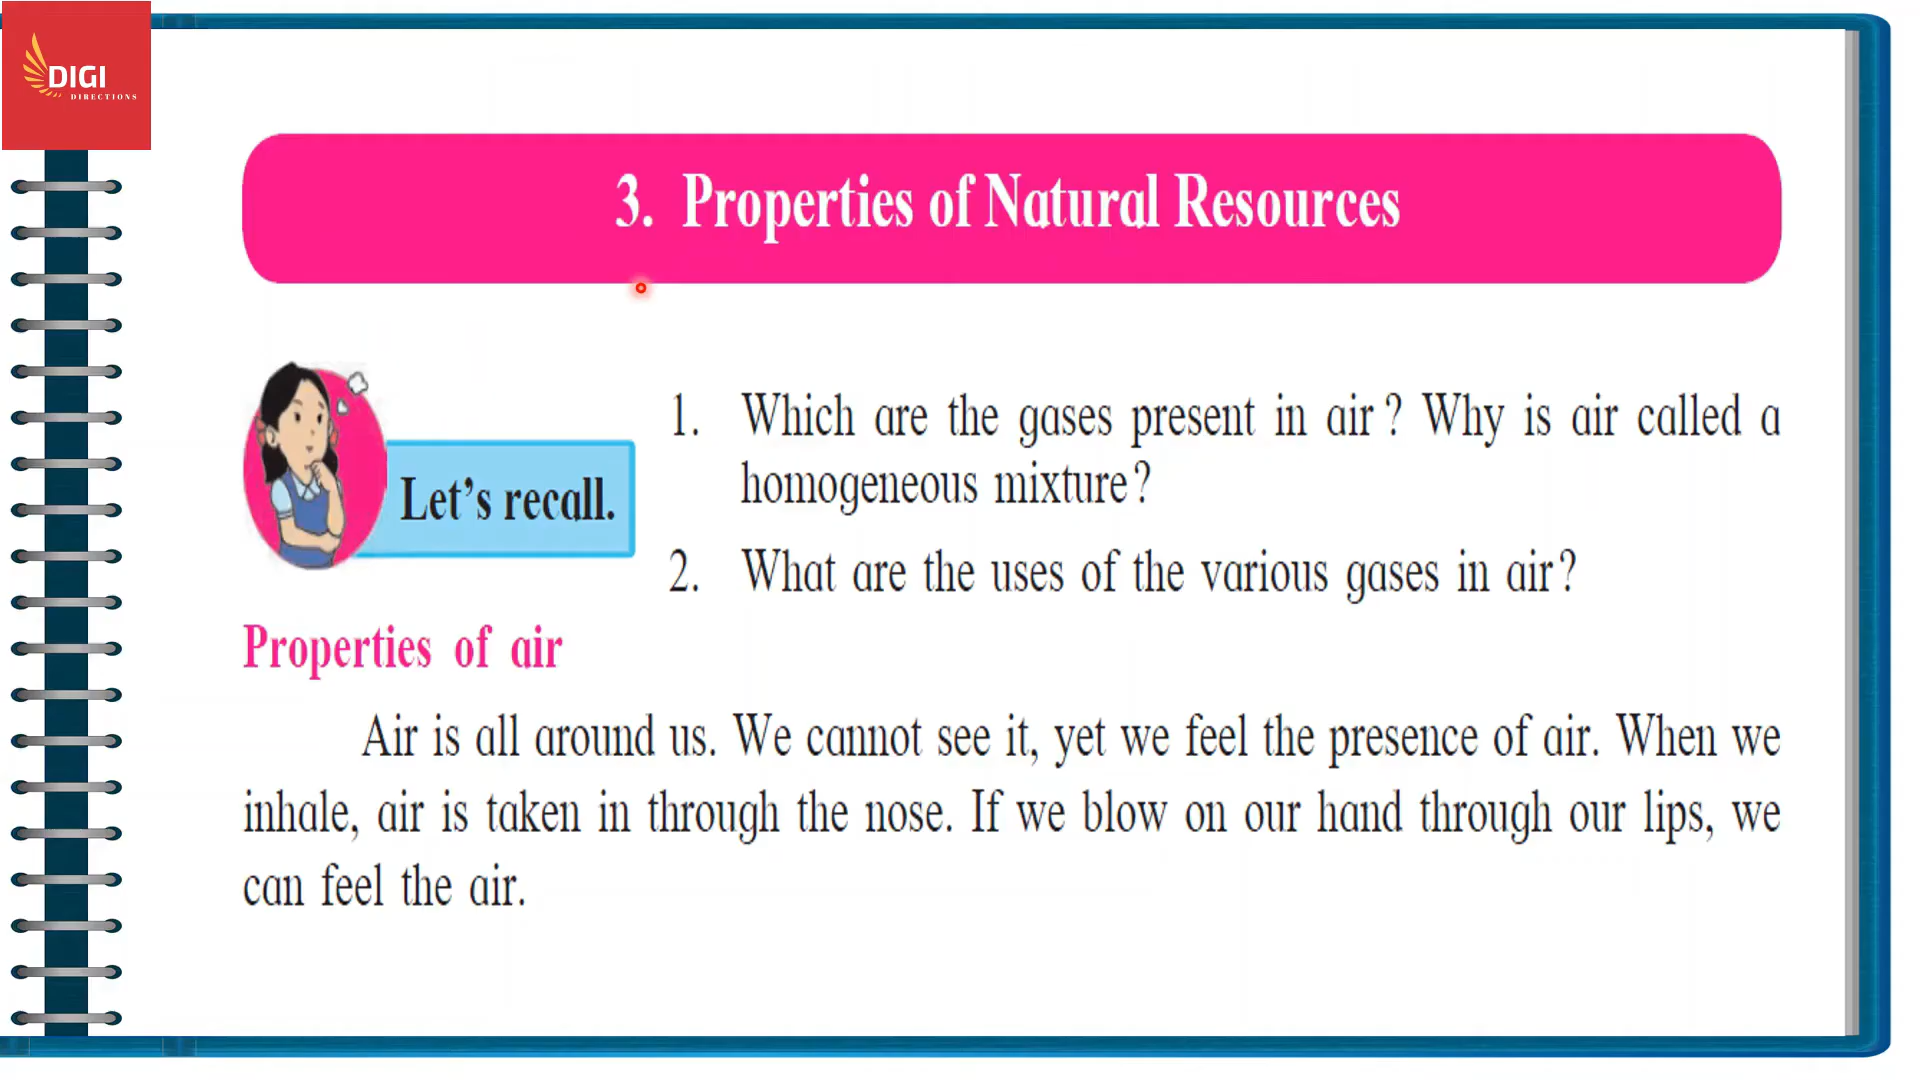 DIGI
DIRECTIONS
3. Properties of Natural Resources
Let’s recall.
1. Which are the gases present in air? Why is air called a
homogeneous mixture?
2. What are the uses of the various gases in air?
Properties of air
Air is all around us. We cannot see it, yet we feel the presence of air. When we
inhale, air is taken in through the nose. If we blow on our hand through our lips, we
can feel the air.